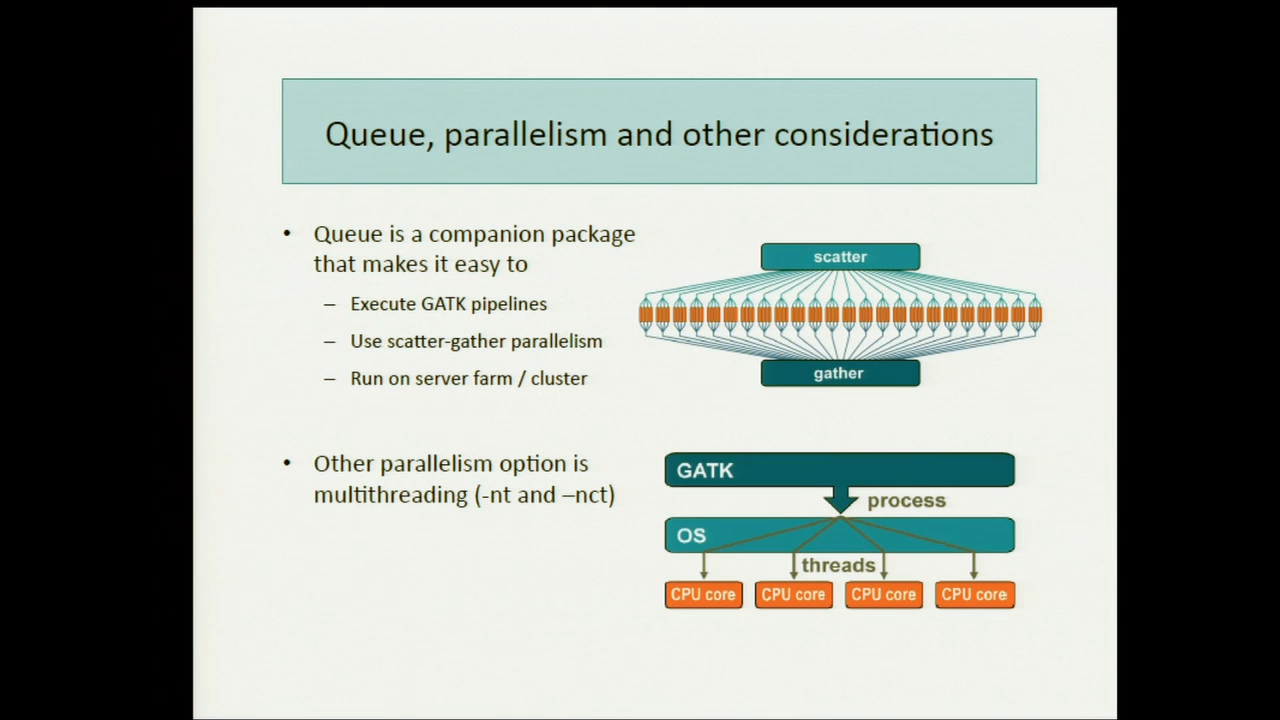 Queue, parallelism and other considerations
• Queue is a companion package
that makes it easy to
– Execute GATK pipelines
– Use scatter-gather parallelism
– Run on server farm / cluster
• Other parallelism option is
multithreading (-nt and –nct)
scatter
gather
GATK
process
OS
threads
CPU core CPU core CPU core CPU core